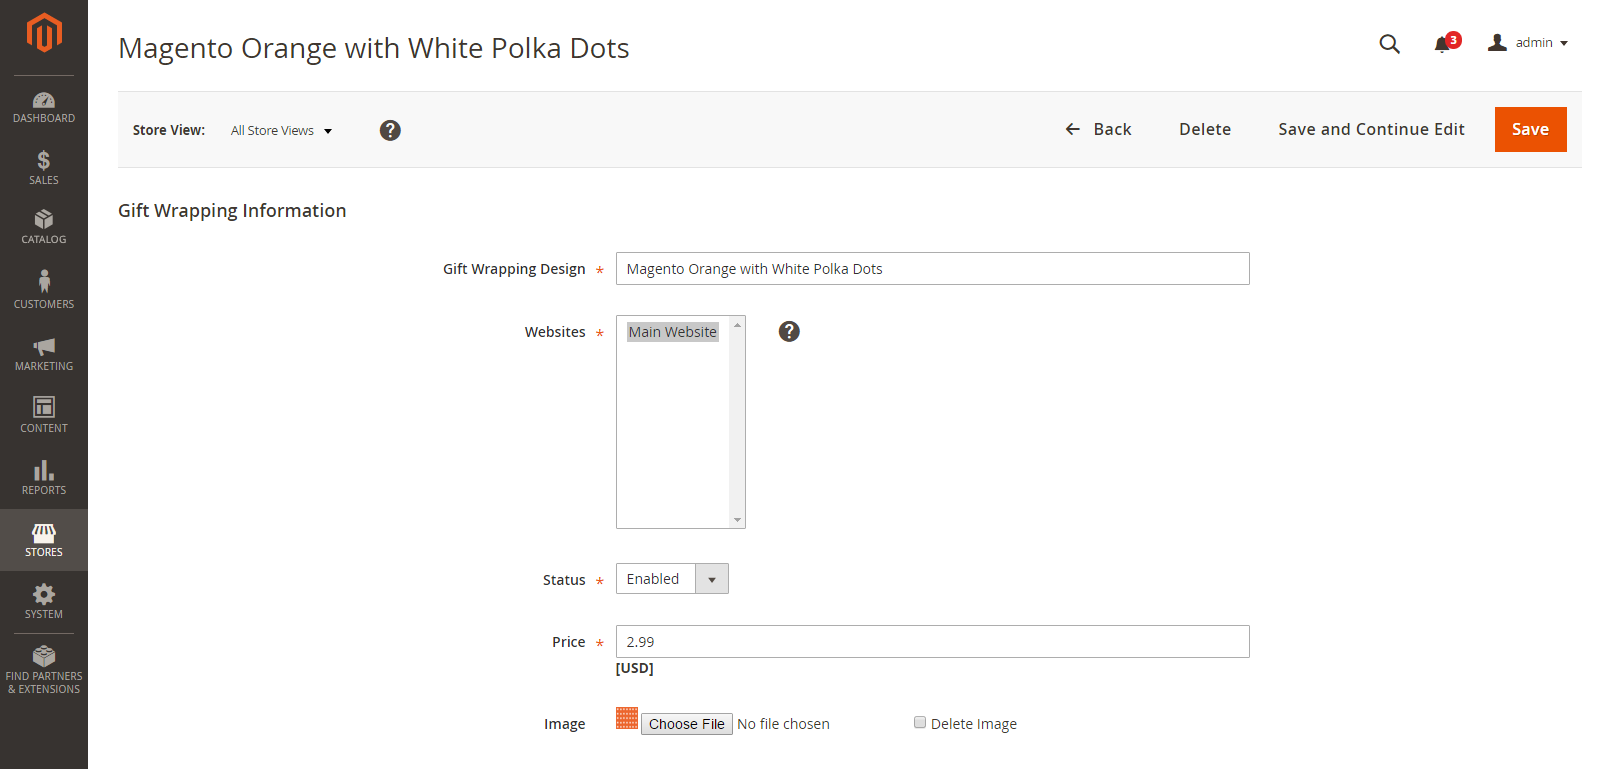 Magento Orange with White Polka Dots
3
admin
Store View: All Store Views ?
Back Delete Save and Continue Edit Save
DASHBOARD
SALES
CATALOG
CUSTOMERS
MARKETING
CONTENT
REPORTS
STORES
SYSTEM
FIND PARTNERS
& EXTENSIONS
Gift Wrapping Information
Gift Wrapping Design * Magento Orange with White Polka Dots
Websites * Main Website ?
Status * Enabled
Price * 2.99
[USD]
Image Choose File No file chosen Delete Image